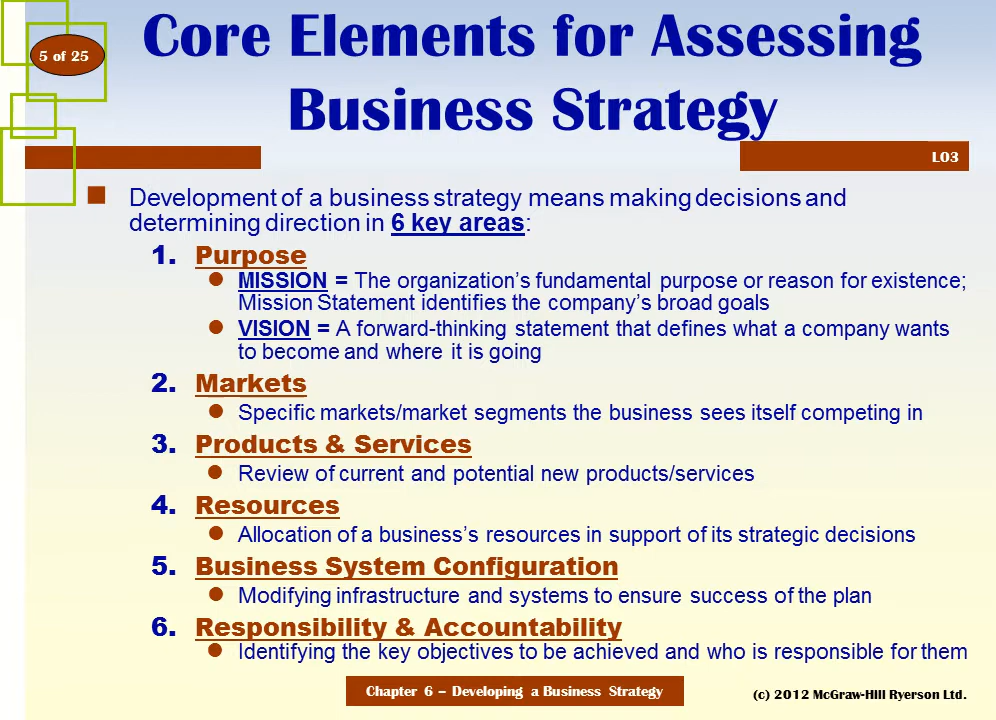 Core Elements for Assessing
Business Strategy
5 of 25
LO3
Development of a business strategy means making decisions and
determining direction in 6 key areas:
1. Purpose
MISSION = The organization's fundamental purpose or reason for existence;
Mission Statement identifies the company's broad goals
VISION = A forward-thinking statement that defines what a company wants
to become and where it is going
2. Markets
Specific markets/market segments the business sees itself competing in
3. Products & Services
Review of current and potential new products/services
4. Resources
Allocation of a business's resources in support of its strategic decisions
5. Business System Configuration
Modifying infrastructure and systems to ensure success of the plan
6. Responsibility & Accountability
Identifying the key objectives to be achieved and who is responsible for them
Chapter 6 – Developing a Business Strategy
(c) 2012 McGraw-Hill Ryerson Ltd.